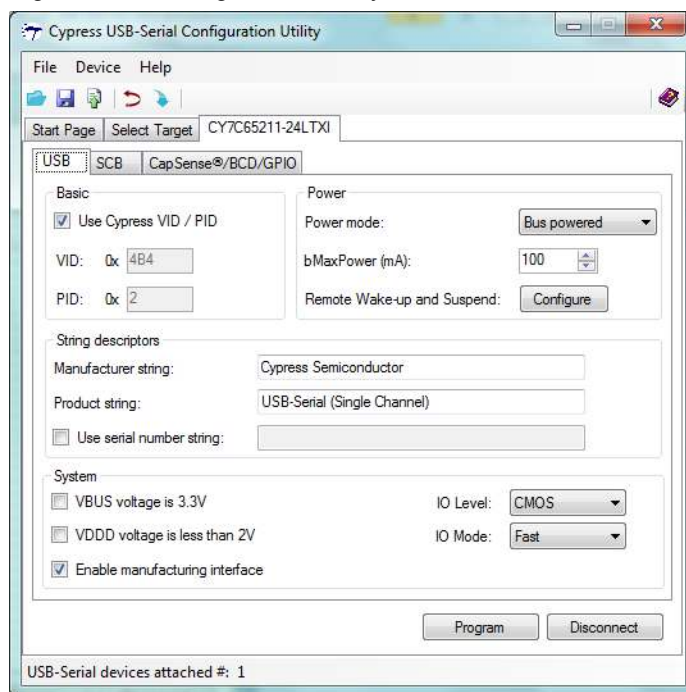 Cypress USB-Serial Configuration Utility
File Device Help
Start Page Select Target CY7C65211-24LTXI
USB SCB CapSense®/BCD/GPIO
Basic
Use Cypress VID / PID
VID: 0x 4B4
PID: 0x 2
Power
Power mode: Bus powered
bMaxPower (mA): 100
Remote Wake-up and Suspend: Configure
String descriptors
Manufacturer string: Cypress Semiconductor
Product string: USB-Serial (Single Channel)
Use serial number string:
System
VBUS voltage is 3.3V IO Level: CMOS
VDDD voltage is less than 2V IO Mode: Fast
Enable manufacturing interface
Program Disconnect
USB-Serial devices attached #: 1